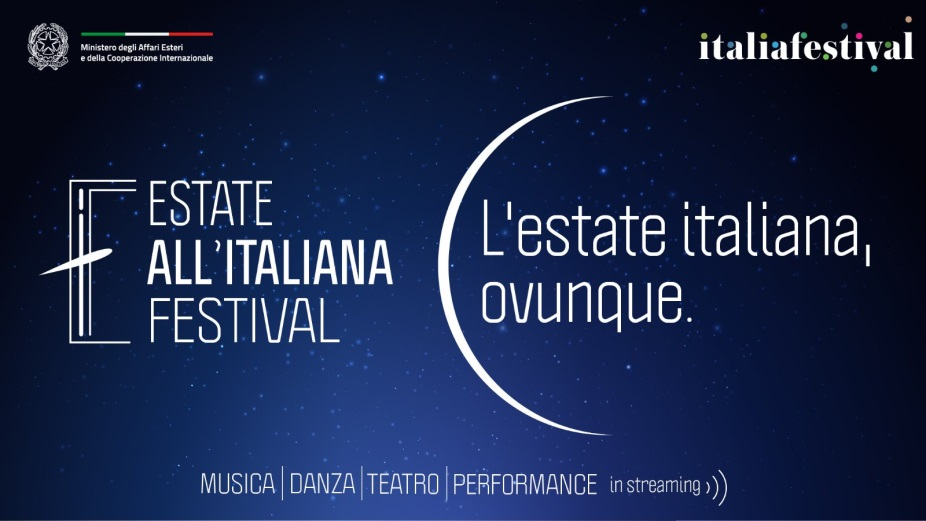 Ministero degli Affari Esteri
e della Cooperazione Internazionale
italiafestival
ESTATE
ALL'ITALIANA
FESTIVAL
L'estate italiana,
ovunque.
MUSICA | DANZA | TEATRO | PERFORMANCE in streaming